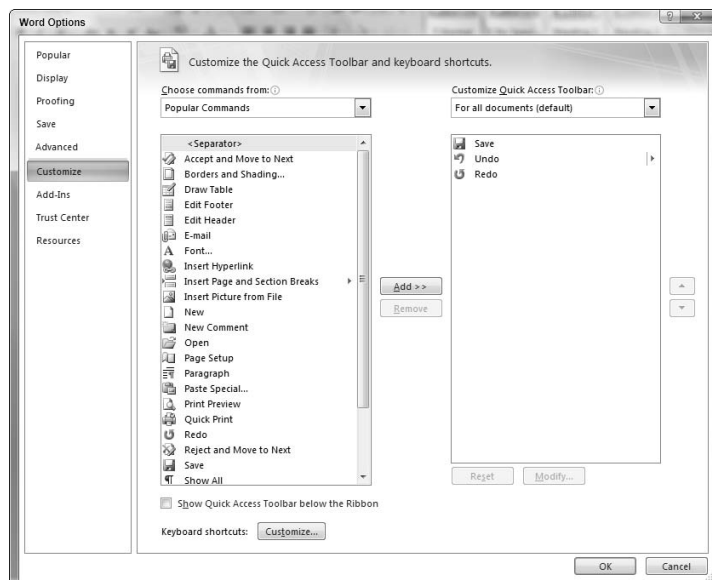 Word Options
Popular
Display
Proofing
Save
Advanced
Customize
Add-Ins
Trust Center
Resources
Customize the Quick Access Toolbar and keyboard shortcuts.
Choose commands from:
Popular Commands
<Separator>
Accept and Move to Next
Borders and Shading...
Draw Table
Edit Footer
Edit Header
E-mail
Font...
Insert Hyperlink
Insert Page and Section Breaks
Insert Picture from File
New
New Comment
Open
Page Setup
Paragraph
Paste Special...
Print Preview
Quick Print
Redo
Reject and Move to Next
Save
Show All
Add >>
Remove
Customize Quick Access Toolbar:
For all documents (default)
Save
Undo
Redo
Reset
Modify...
Show Quick Access Toolbar below the Ribbon
Keyboard shortcuts:
Customize...
OK
Cancel